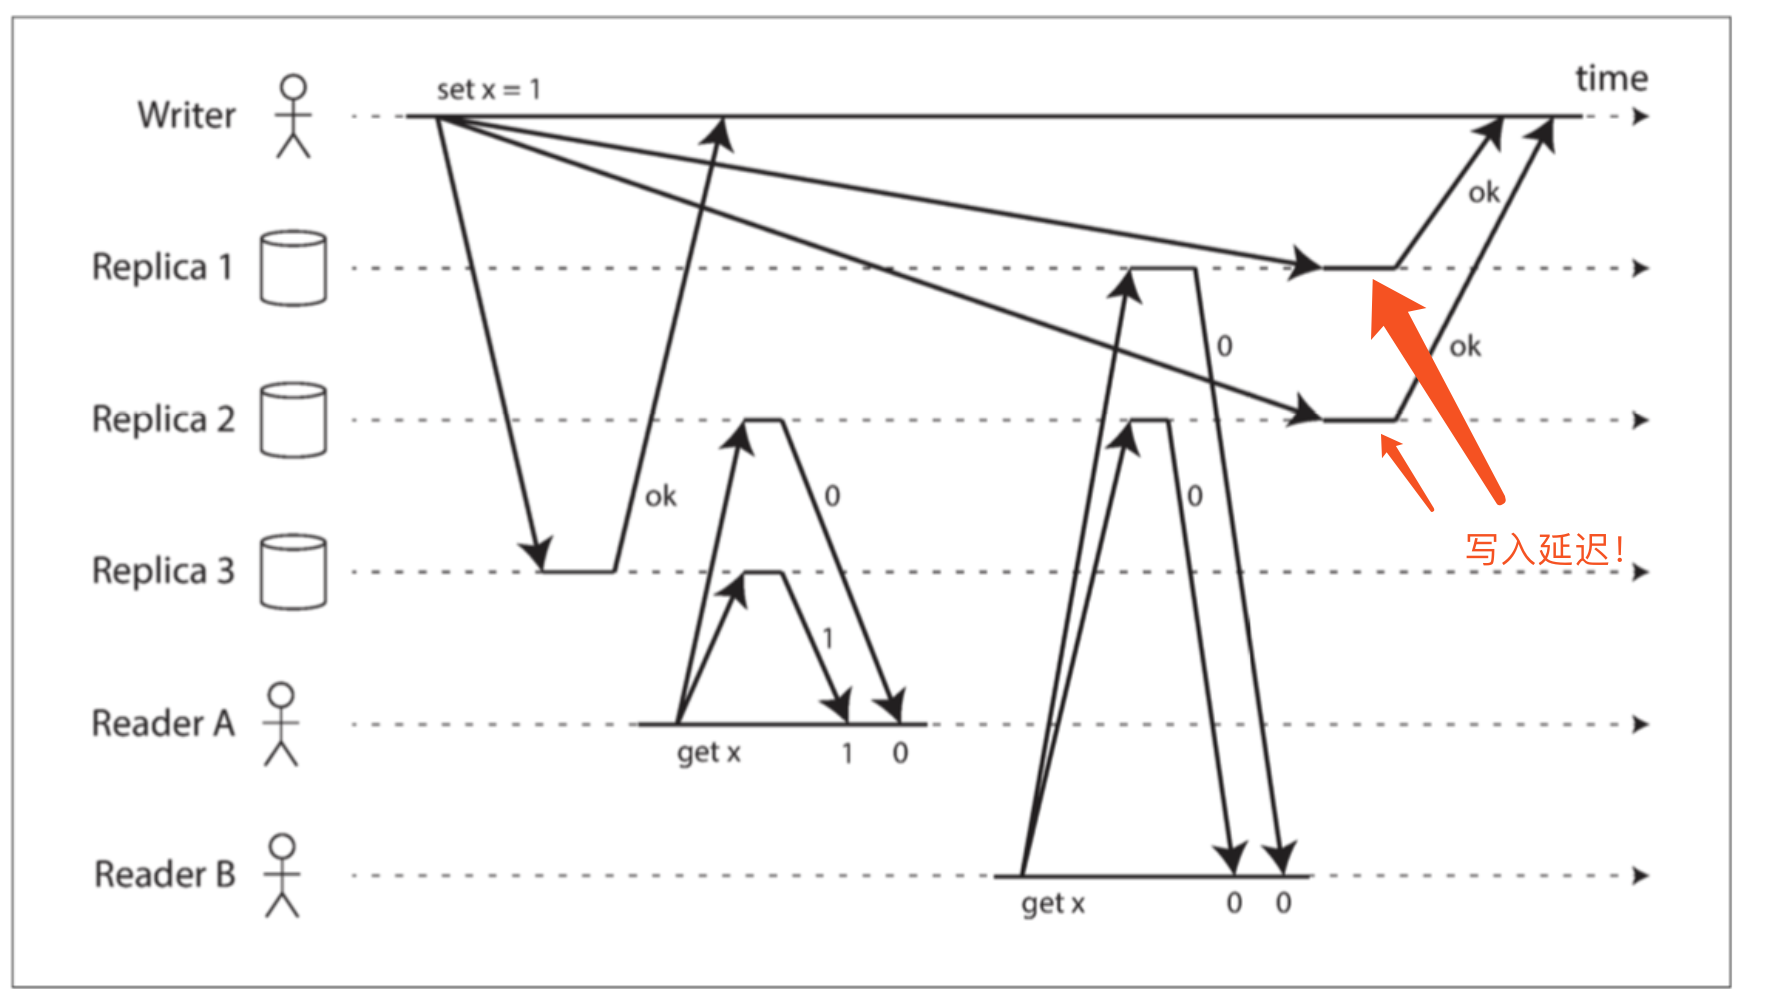 set x = 1
time
Writer
ok
Replica 1
0
ok
Replica 2
ok
0
0
写入延迟!
Replica 3
1
Reader A
get x
1
0
Reader B
get x
0
0